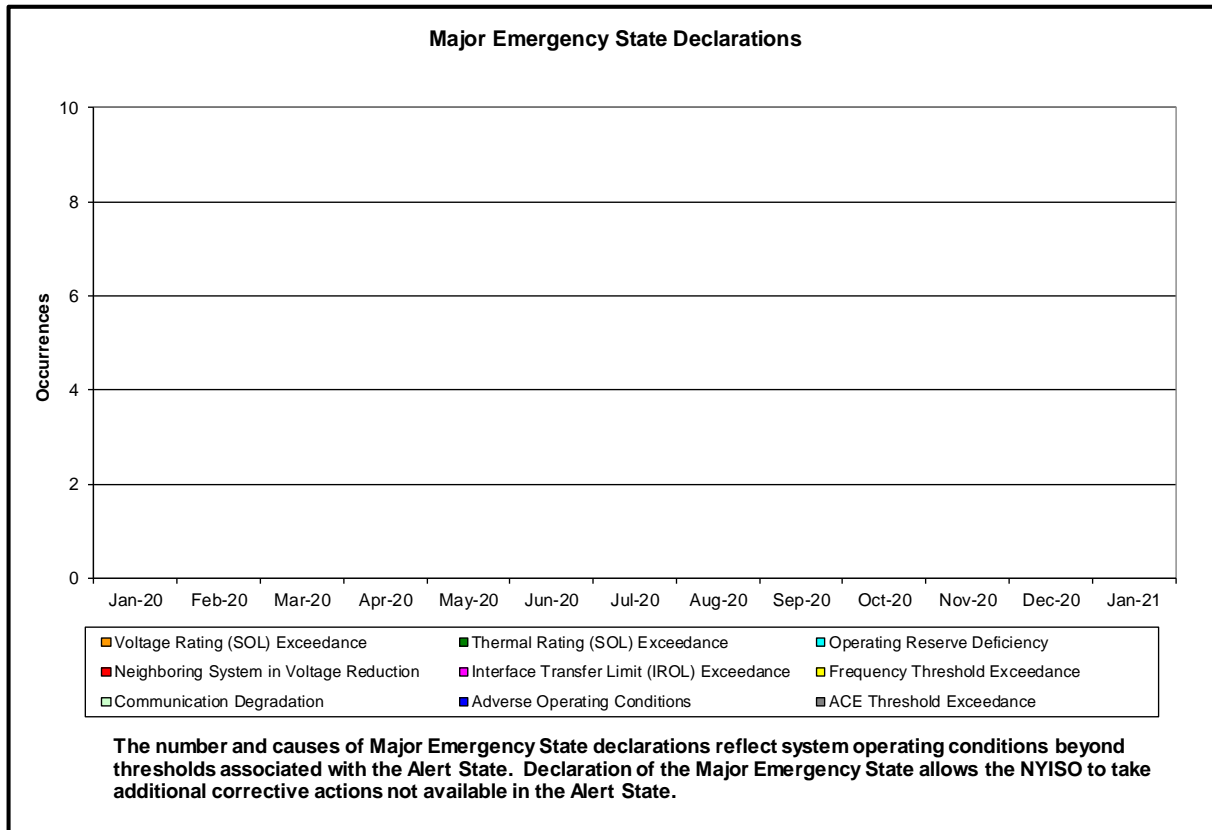 Major Emergency State Declarations
10
8
6
4
2
0
Occurrences
Jan-20 Feb-20 Mar-20 Apr-20 May-20 Jun-20 Jul-20 Aug-20 Sep-20 Oct-20 Nov-20 Dec-20 Jan-21
Voltage Rating (SOL) Exceedance Thermal Rating (SOL) Exceedance Operating Reserve Deficiency
Neighboring System in Voltage Reduction Interface Transfer Limit (IROL) Exceedance Frequency Threshold Exceedance
Communication Degradation Adverse Operating Conditions ACE Threshold Exceedance
The number and causes of Major Emergency State declarations reflect system operating conditions beyond
thresholds associated with the Alert State.  Declaration of the Major Emergency State allows the NYISO to take
additional corrective actions not available in the Alert State.